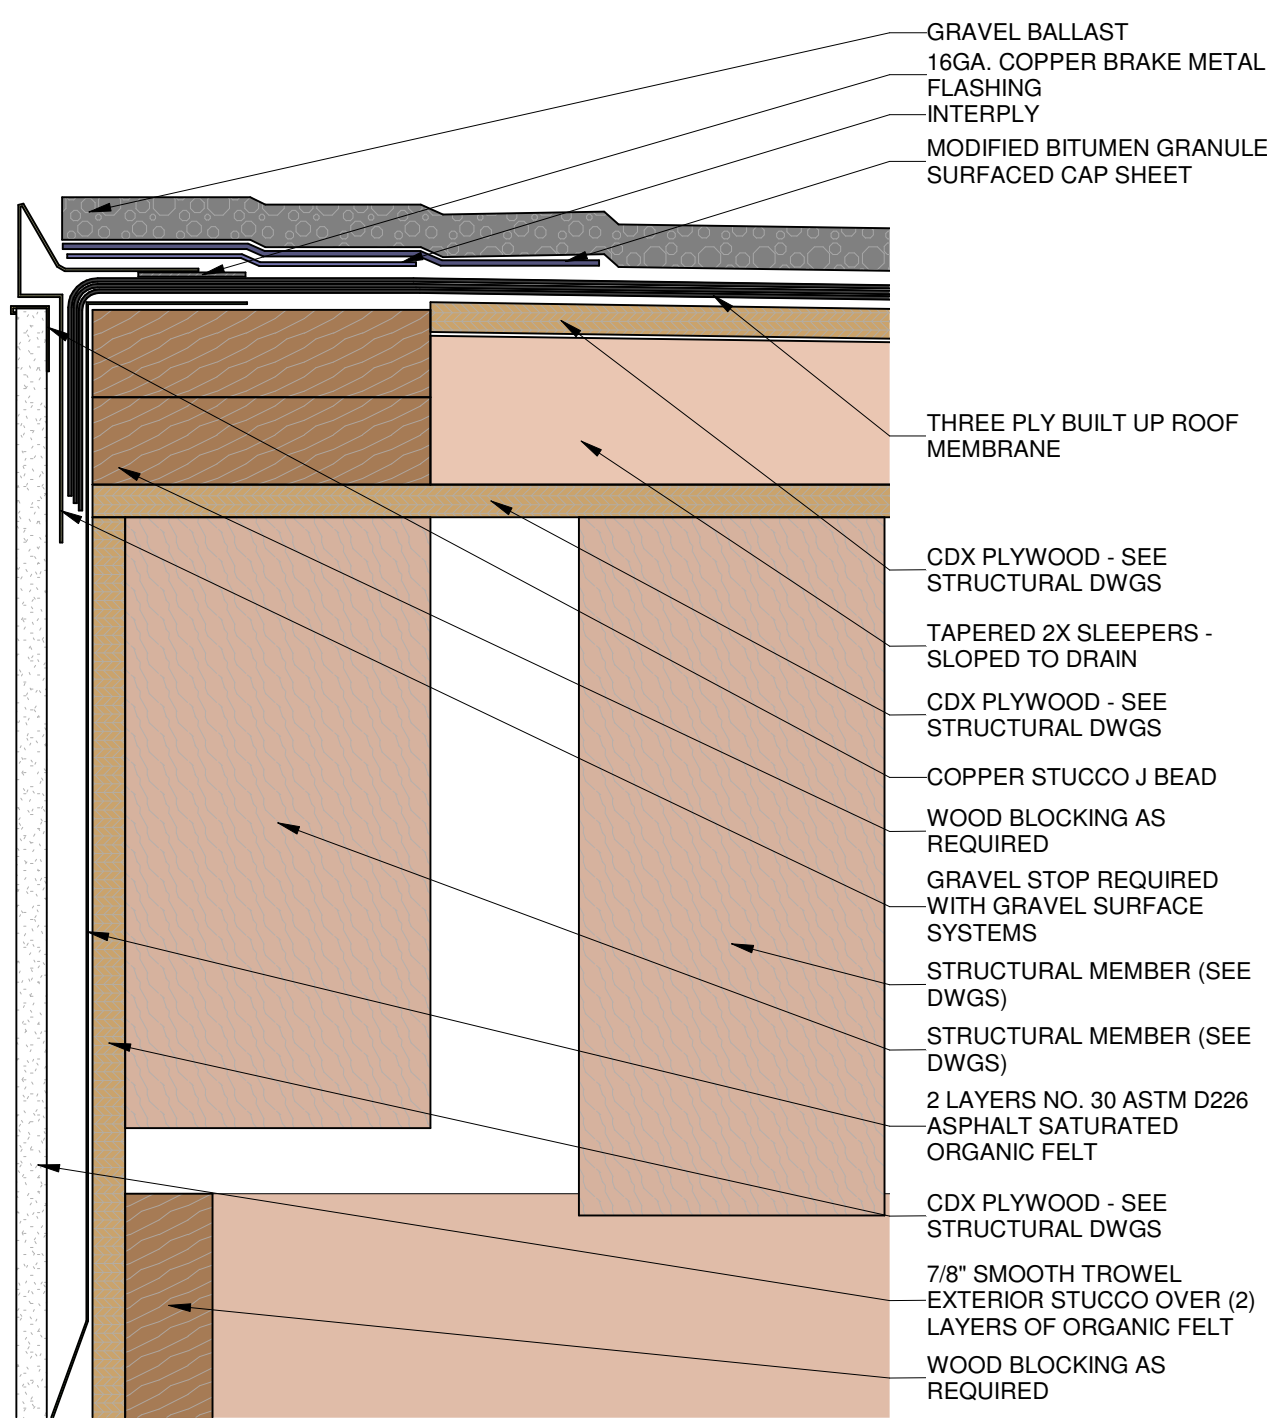 GRAVEL BALLAST
16GA. COPPER BRAKE METAL
FLASHING
INTERPLY
MODIFIED BITUMEN GRANULE
SURFACED CAP SHEET
THREE PLY BUILT UP ROOF
MEMBRANE
CDX PLYWOOD - SEE
STRUCTURAL DWGS
TAPERED 2X SLEEPERS -
SLOPED TO DRAIN
CDX PLYWOOD - SEE
STRUCTURAL DWGS
COPPER STUCCO J BEAD
WOOD BLOCKING AS
REQUIRED
GRAVEL STOP REQUIRED
WITH GRAVEL SURFACE
SYSTEMS
STRUCTURAL MEMBER (SEE
DWGS)
STRUCTURAL MEMBER (SEE
DWGS)
2 LAYERS NO. 30 ASTM D226
ASPHALT SATURATED
ORGANIC FELT
CDX PLYWOOD - SEE
STRUCTURAL DWGS
7/8" SMOOTH TROWEL
EXTERIOR STUCCO OVER (2)
LAYERS OF ORGANIC FELT
WOOD BLOCKING AS
REQUIRED